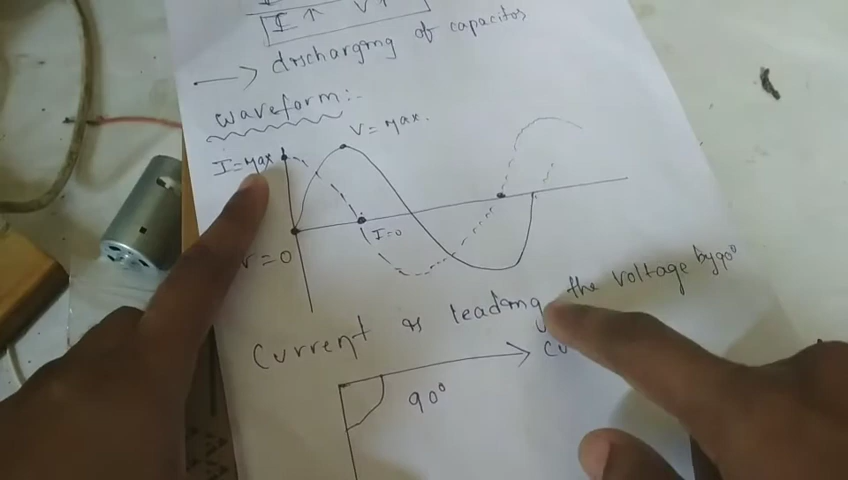 I↑ V↑
→ discharging of capacitor
waveform:-
V=Max.
I=Max
I=0
V=0
Current is leading the voltage by 90°
90°